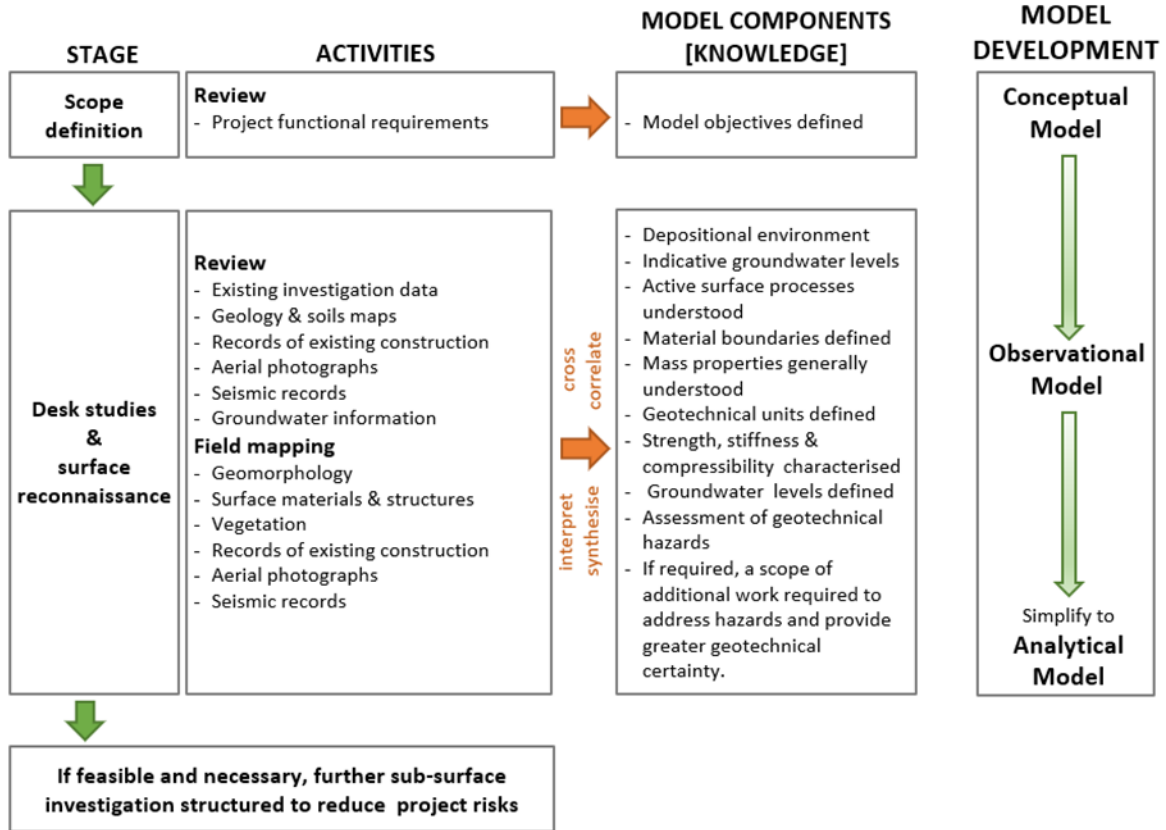 STAGE
ACTIVITIES
MODEL COMPONENTS
[KNOWLEDGE]
MODEL
DEVELOPMENT
Scope
definition
Review
- Project functional requirements
- Model objectives defined
Desk studies
&
surface
reconnaissance
Review
- Existing investigation data
- Geology & soils maps
- Records of existing construction
- Aerial photographs
- Seismic records
- Groundwater information
Field mapping
- Geomorphology
- Surface materials & structures
- Vegetation
- Records of existing construction
- Aerial photographs
- Seismic records
cross
correlate
interpret
synthesise
- Depositional environment
- Indicative groundwater levels
- Active surface processes
understood
- Material boundaries defined
- Mass properties generally
understood
- Geotechnical units defined
- Strength, stiffness &
compressibility characterised
- Groundwater levels defined
- Assessment of geotechnical
hazards
- If required, a scope of
additional work required to
address hazards and provide
greater geotechnical
certainty.
Conceptual
Model
Observational
Model
Simplify to
Analytical
Model
If feasible and necessary, further sub-surface
investigation structured to reduce project risks